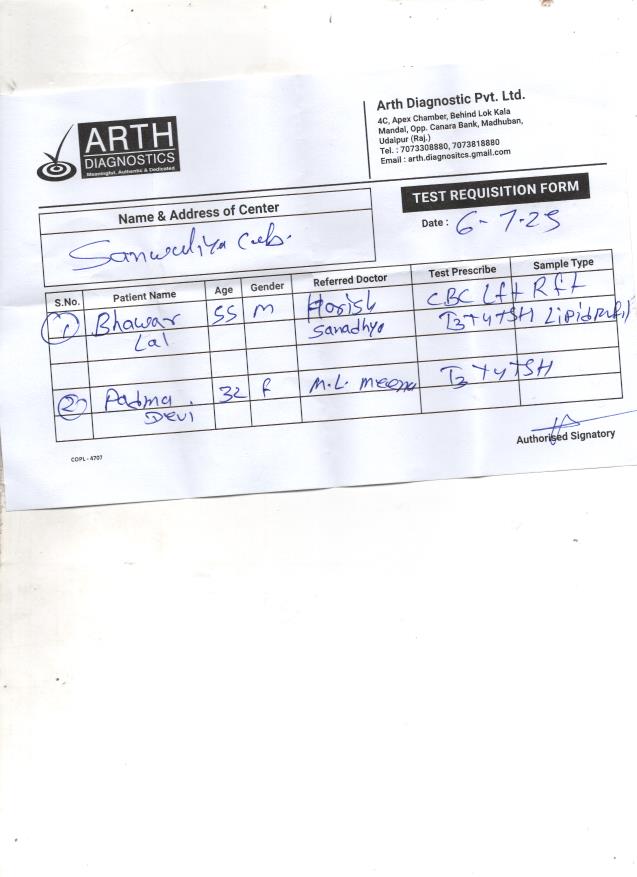 ARTH
DIAGNOSTICS
Meaningful, Authentic & Dedicated
Arth Diagnostic Pvt. Ltd.
4C, Apex Chamber, Behind Lok Kala
Mandal, Opp. Canara Bank, Madhuban,
Udaipur (Raj.)
Tel. : 7073308880, 7073818880
Email : arth.diagnositcs.gmail.com
TEST REQUISITION FORM
Date : 6-7-25
Name & Address of Center
Sanwaliya
S.No. Patient Name Age Gender Referred Doctor Test Prescribe Sample Type
1 Bhawar 55 M Harish CBC Lft Rft
Lal Sanadhya T3 T4 TSH Lipid
2 Padma 32 F M.L. Meena T3 T4 TSH
Devi
Authorised Signatory
COPL - 4707